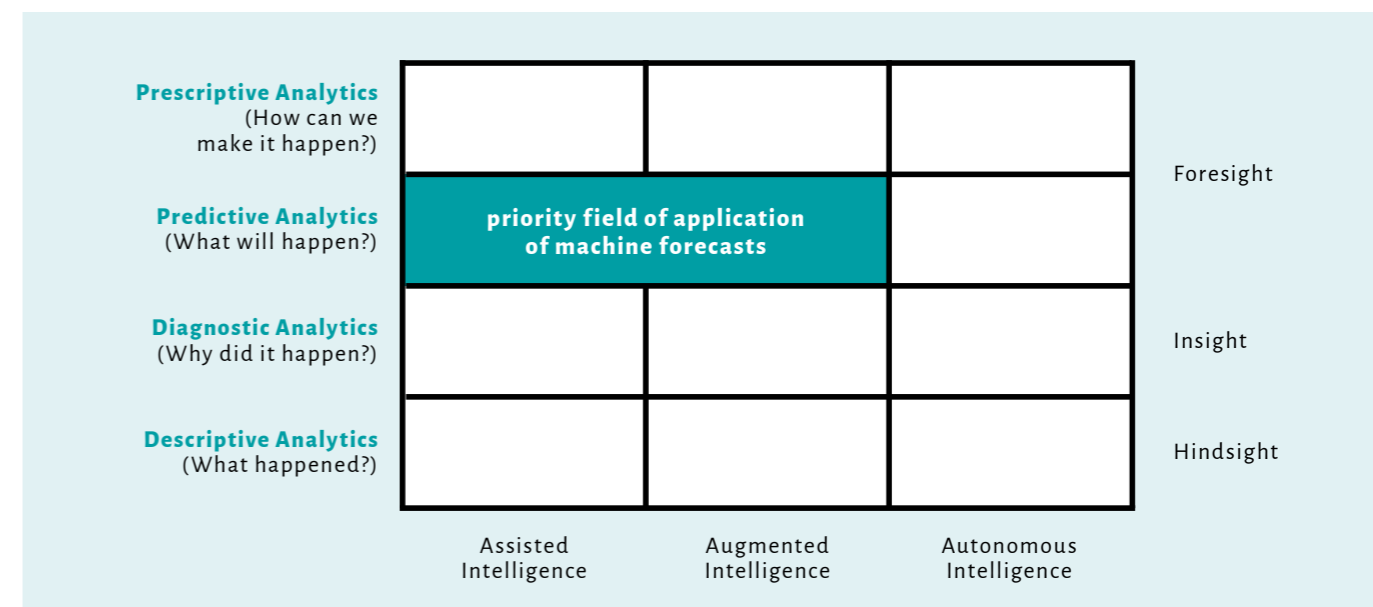 Prescriptive Analytics
(How can we
make it happen?)
Foresight
Predictive Analytics
(What will happen?)
priority field of application
of machine forecasts
Diagnostic Analytics
(Why did it happen?)
Insight
Descriptive Analytics
(What happened?)
Hindsight
Assisted
Intelligence
Augmented
Intelligence
Autonomous
Intelligence